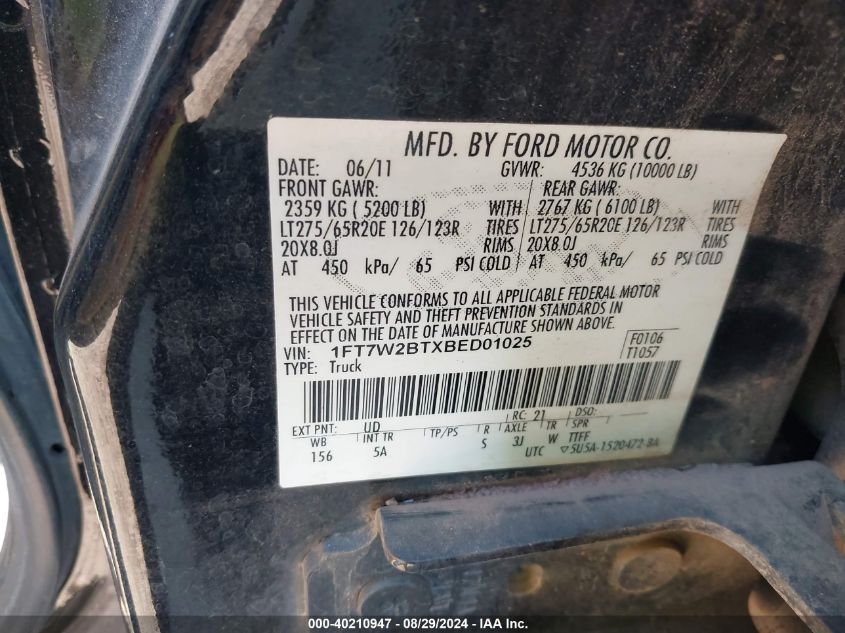 MFD. BY FORD MOTOR CO.
DATE: 06/11 GVWR: 4536 KG (10000 LB)
FRONT GAWR: REAR GAWR:
2359 KG ( 5200 LB) WITH 2767 KG ( 6100 LB) WITH
LT275/65R20E 126/123R TIRES LT275/65R20E 126/123R TIRES
20X8.0J RIMS 20X8.0J RIMS
AT 450 kPa/ 65 PSI COLD AT 450 kPa/ 65 PSI COLD
THIS VEHICLE CONFORMS TO ALL APPLICABLE FEDERAL MOTOR
VEHICLE SAFETY AND THEFT PREVENTION STANDARDS IN
EFFECT ON THE DATE OF MANUFACTURE SHOWN ABOVE.
VIN: 1FT7W2BTXBED01025 F0106
TYPE: Truck T1057
EXT PNT: UD RC: 21 DSO:
WB INT TR TP/PS R AXLE TR SPR
156 5A S 3J W TTFF
UTC ▽5U5A-1520472-BA
000-40210947 - 08/29/2024 - IAAI.com